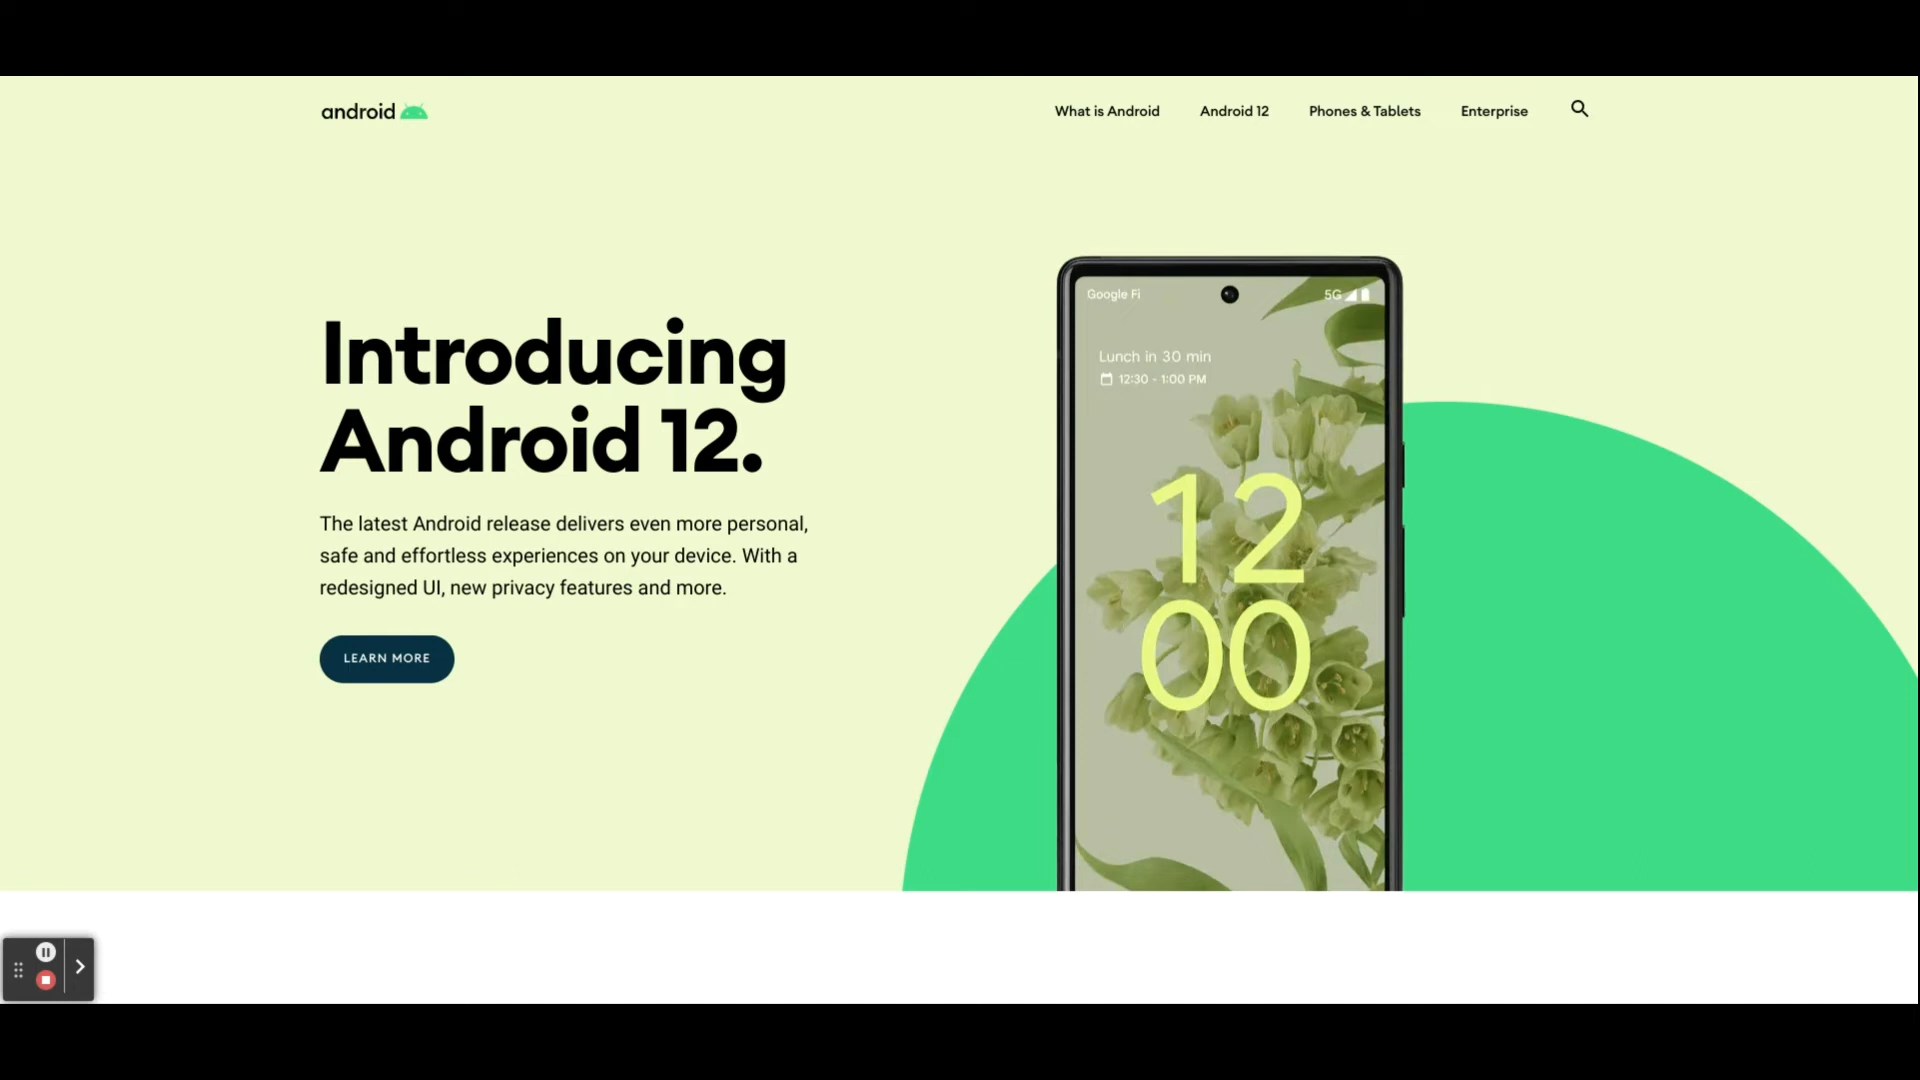 android
What is Android
Android 12
Phones & Tablets
Enterprise
Introducing
Android 12.
The latest Android release delivers even more personal,
safe and effortless experiences on your device. With a
redesigned UI, new privacy features and more.
LEARN MORE
Google Fi
5G
Lunch in 30 min
12:30 - 1:00 PM
12
00